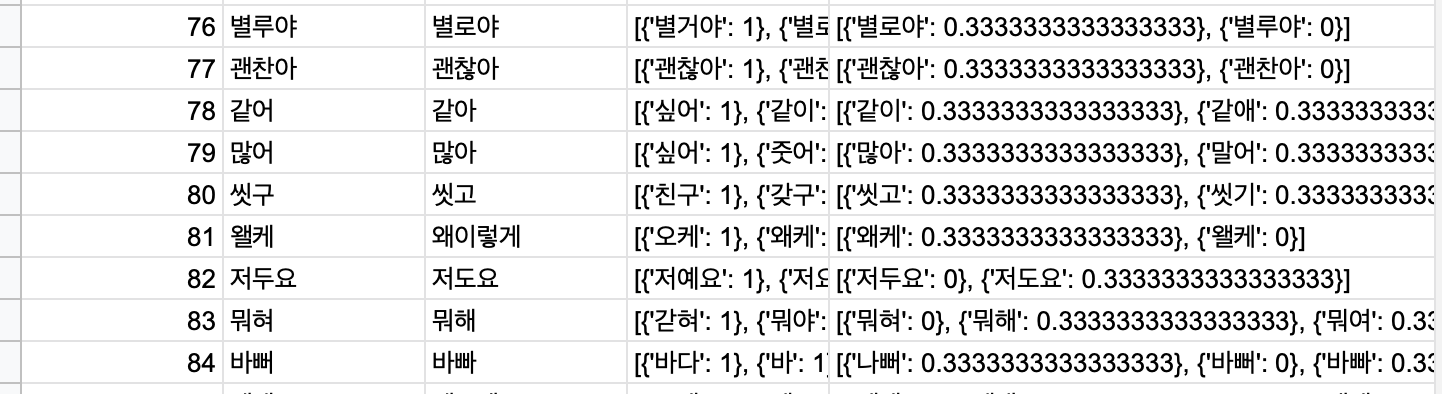 76 별루야 별로야 [{'별거야': 1}, {'별로 [{'별로야': 0.3333333333333333}, {'별루야': 0}]
77 괜찬아 괜찮아 [{'괜찮아': 1}, {'괜찬 [{'괜찮아': 0.3333333333333333}, {'괜찬아': 0}]
78 같어 같아 [{'싶어': 1}, {'같이': [{'같이': 0.3333333333333333}, {'같애': 0.3333333333
79 많어 많아 [{'싶어': 1}, {'줏어': [{'많아': 0.3333333333333333}, {'말어': 0.3333333333
80 씻구 씻고 [{'친구': 1}, {'갖구': [{'씻고': 0.3333333333333333}, {'씻기': 0.3333333333
81 왤케 왜이렇게 [{'오케': 1}, {'왜케': [{'왜케': 0.3333333333333333}, {'왤케': 0}]
82 저두요 저도요 [{'저예요': 1}, {'저요 [{'저두요': 0}, {'저도요': 0.3333333333333333}]
83 뭐혀 뭐해 [{'갇혀': 1}, {'뭐야': [{'뭐혀': 0}, {'뭐해': 0.3333333333333333}, {'뭐여': 0.33
84 바뻐 바빠 [{'바다': 1}, {'바': 1} [{'나뻐': 0.3333333333333333}, {'바뻐': 0}, {'바빠': 0.33